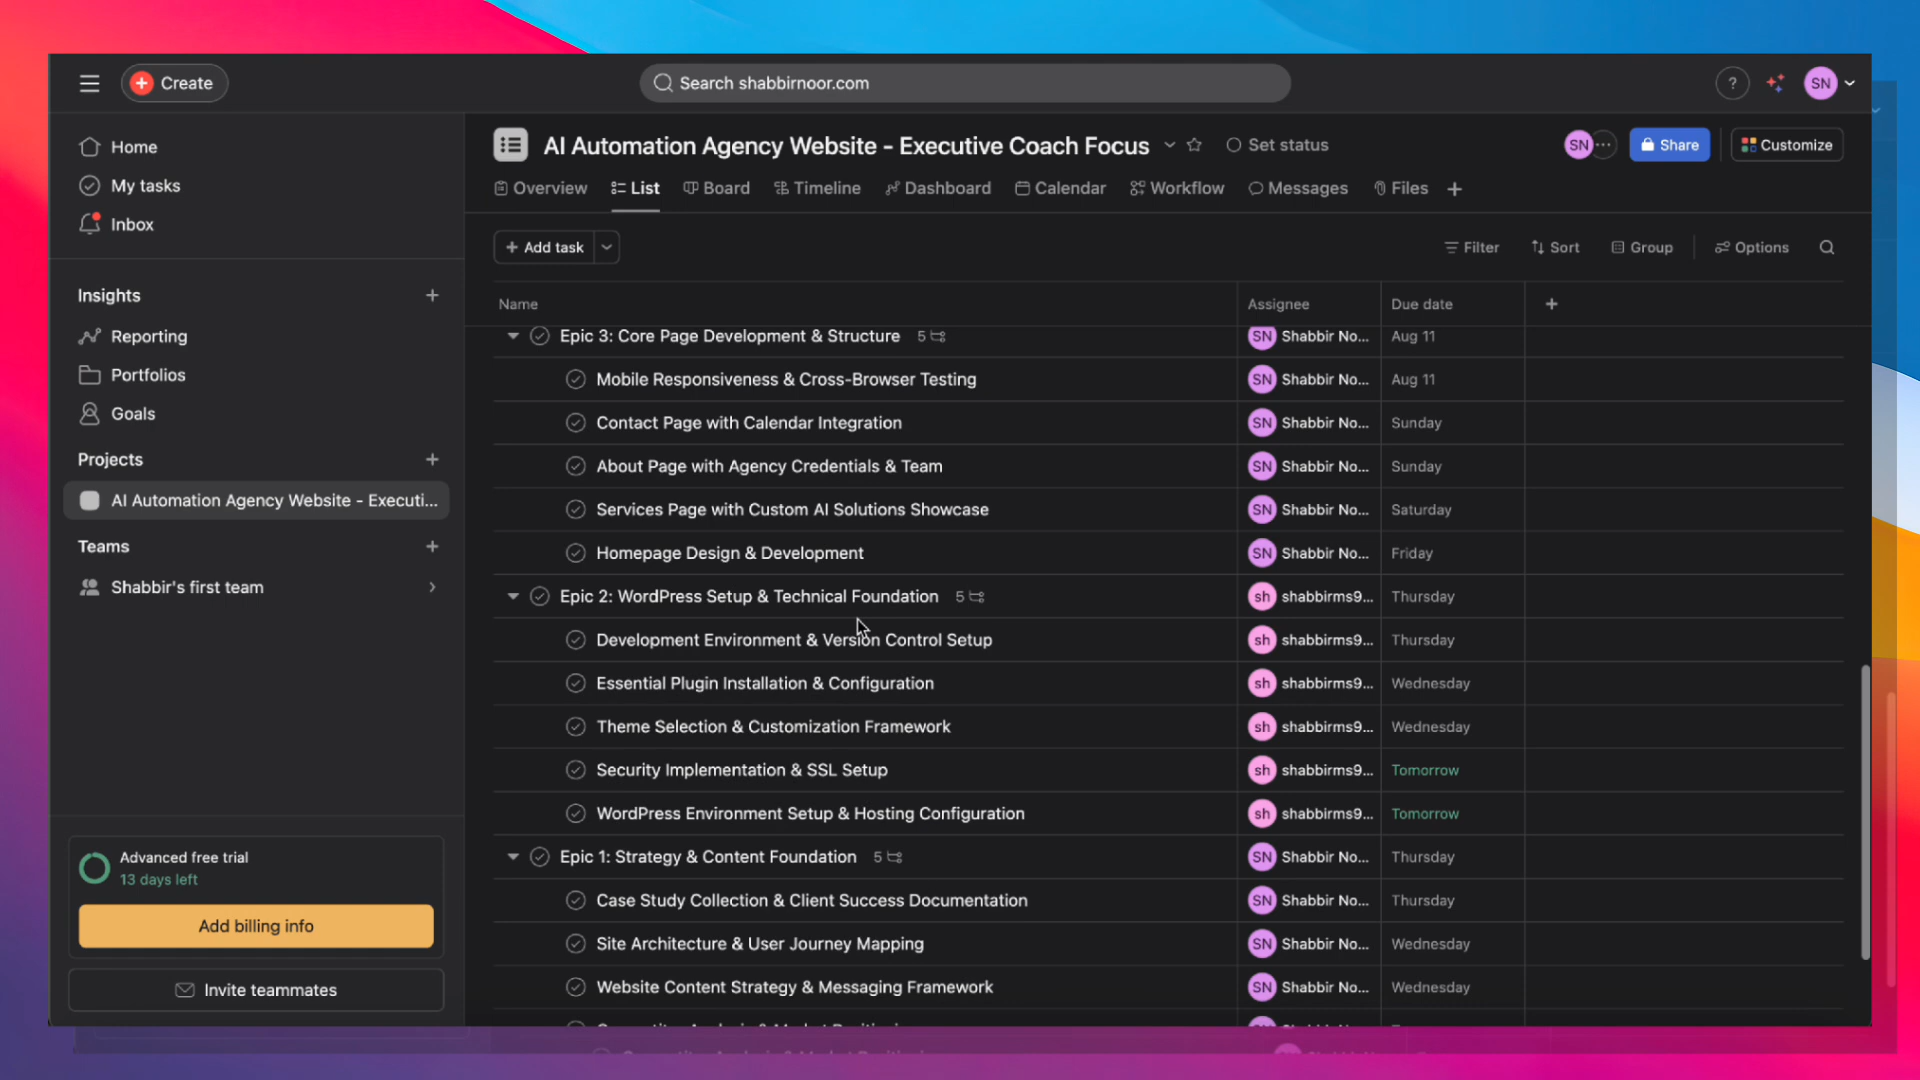 Create
Search shabbirnoor.com
?
SN
Home
My tasks
Inbox
Insights
Reporting
Portfolios
Goals
Projects
AI Automation Agency Website - Executi...
Teams
Shabbir's first team
Advanced free trial
13 days left
Add billing info
Invite teammates
AI Automation Agency Website - Executive Coach Focus
Set status
SN
Share
Customize
Overview
List
Board
Timeline
Dashboard
Calendar
Workflow
Messages
Files
Add task
Filter
Sort
Group
Options
Name Assignee Due date
Epic 3: Core Page Development & Structure 5 SN Shabbir No... Aug 11
Mobile Responsiveness & Cross-Browser Testing SN Shabbir No... Aug 11
Contact Page with Calendar Integration SN Shabbir No... Sunday
About Page with Agency Credentials & Team SN Shabbir No... Sunday
Services Page with Custom AI Solutions Showcase SN Shabbir No... Saturday
Homepage Design & Development SN Shabbir No... Friday
Epic 2: WordPress Setup & Technical Foundation 5 sh shabbirms9... Thursday
Development Environment & Version Control Setup sh shabbirms9... Thursday
Essential Plugin Installation & Configuration sh shabbirms9... Wednesday
Theme Selection & Customization Framework sh shabbirms9... Wednesday
Security Implementation & SSL Setup sh shabbirms9... Tomorrow
WordPress Environment Setup & Hosting Configuration sh shabbirms9... Tomorrow
Epic 1: Strategy & Content Foundation 5 SN Shabbir No... Thursday
Case Study Collection & Client Success Documentation SN Shabbir No... Thursday
Site Architecture & User Journey Mapping SN Shabbir No... Wednesday
Website Content Strategy & Messaging Framework SN Shabbir No... Wednesday